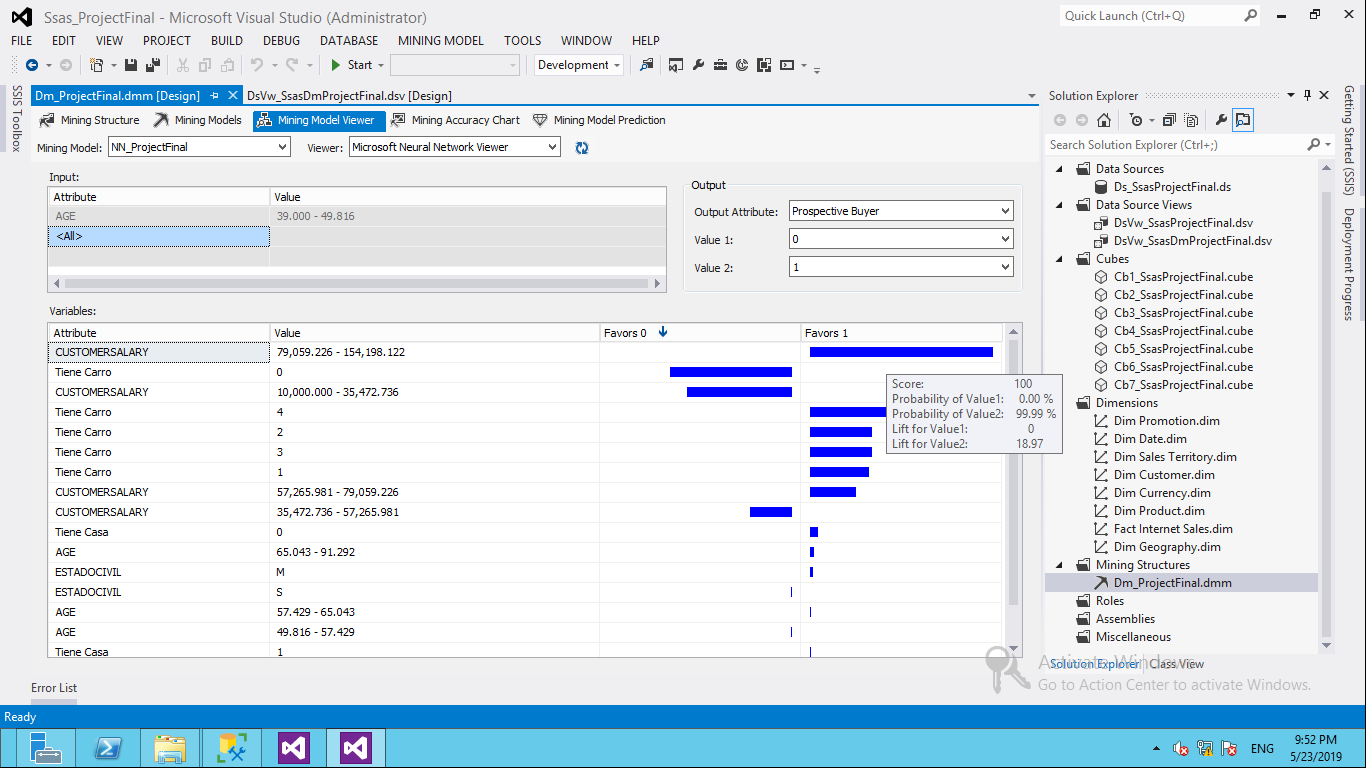 Ssas_ProjectFinal - Microsoft Visual Studio (Administrator)
Quick Launch (Ctrl+Q)
FILE EDIT VIEW PROJECT BUILD DEBUG DATABASE MINING MODEL TOOLS WINDOW HELP
Start
Development
SSIS Toolbox
Dm_ProjectFinal.dmm [Design]
DsVw_SsasDmProjectFinal.dsv [Design]
Mining Structure
Mining Models
Mining Model Viewer
Mining Accuracy Chart
Mining Model Prediction
Mining Model: NN_ProjectFinal
Viewer: Microsoft Neural Network Viewer
Input:
Attribute Value
AGE 39.000 - 49.816
<All>
Output
Output Attribute: Prospective Buyer
Value 1: 0
Value 2: 1
Variables:
Attribute Value Favors 0 Favors 1
CUSTOMERSALARY 79,059.226 - 154,198.122
Tiene Carro 0
CUSTOMERSALARY 10,000.000 - 35,472.736
Tiene Carro 4
Tiene Carro 2
Tiene Carro 3
Tiene Carro 1
CUSTOMERSALARY 57,265.981 - 79,059.226
CUSTOMERSALARY 35,472.736 - 57,265.981
Tiene Casa 0
AGE 65.043 - 91.292
ESTADOCIVIL M
ESTADOCIVIL S
AGE 57.429 - 65.043
AGE 49.816 - 57.429
Tiene Casa 1
Score: 100
Probability of Value1: 0.00 %
Probability of Value2: 99.99 %
Lift for Value1: 0
Lift for Value2: 18.97
Solution Explorer
Search Solution Explorer (Ctrl+;)
Data Sources
Ds_SsasProjectFinal.ds
Data Source Views
DsVw_SsasProjectFinal.dsv
DsVw_SsasDmProjectFinal.dsv
Cubes
Cb1_SsasProjectFinal.cube
Cb2_SsasProjectFinal.cube
Cb3_SsasProjectFinal.cube
Cb4_SsasProjectFinal.cube
Cb5_SsasProjectFinal.cube
Cb6_SsasProjectFinal.cube
Cb7_SsasProjectFinal.cube
Dimensions
Dim Promotion.dim
Dim Date.dim
Dim Sales Territory.dim
Dim Customer.dim
Dim Currency.dim
Dim Product.dim
Fact Internet Sales.dim
Dim Geography.dim
Mining Structures
Dm_ProjectFinal.dmm
Roles
Assemblies
Miscellaneous
Solution Explorer Class View
Getting Started (SSIS)
Deployment Progress
Activate Windows
Go to Action Center to activate Windows.
Error List
Ready
ENG
9:52 PM
5/23/2019